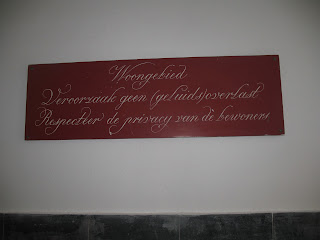 Woongebied
Veroorzaak geen (geluids)overlast
Respecteer de privacy van de bewoners